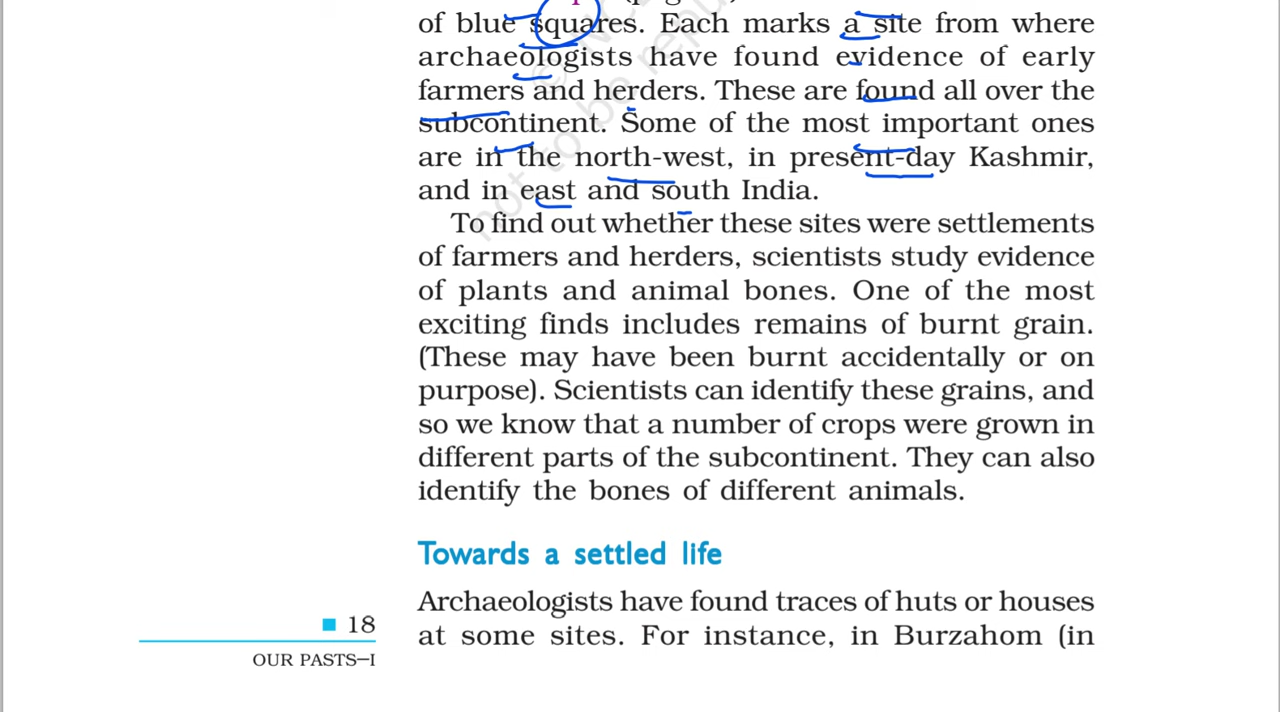 of blue squares. Each marks a site from where
archaeologists have found evidence of early
farmers and herders. These are found all over the
subcontinent. Some of the most important ones
are in the north-west, in present-day Kashmir,
and in east and south India.
To find out whether these sites were settlements
of farmers and herders, scientists study evidence
of plants and animal bones. One of the most
exciting finds includes remains of burnt grain.
(These may have been burnt accidentally or on
purpose). Scientists can identify these grains, and
so we know that a number of crops were grown in
different parts of the subcontinent. They can also
identify the bones of different animals.
Towards a settled life
Archaeologists have found traces of huts or houses
at some sites. For instance, in Burzahom (in
18
OUR PASTS–I
not to be repu